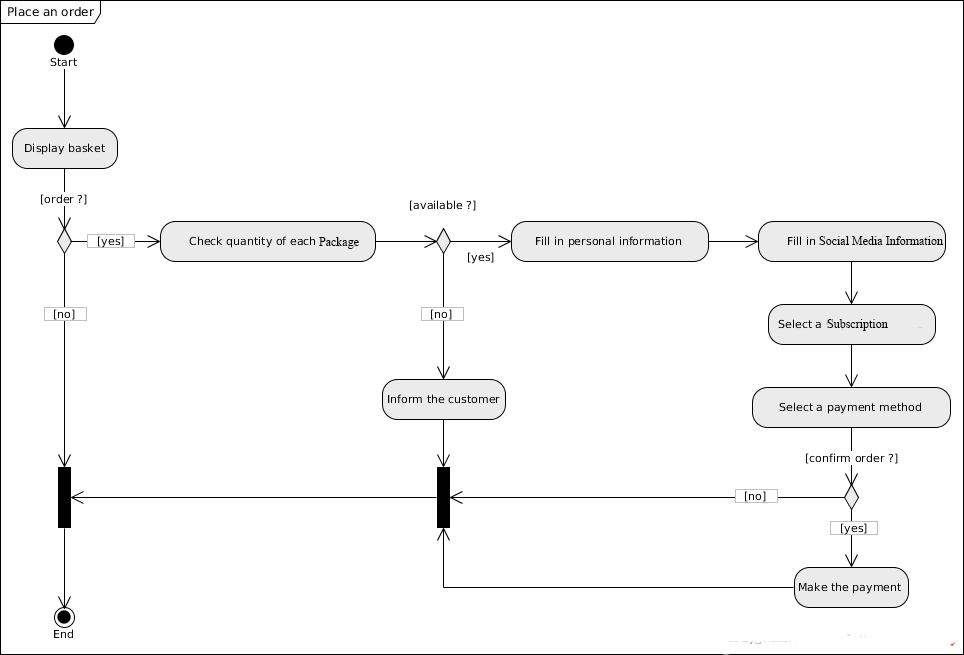 Place an order
Start
Display basket
[order ?]
[available ?]
[yes]
Check quantity of each Package
[yes]
Fill in personal information
Fill in Social Media Information
[no]
[no]
Select a Subscription
Inform the customer
Select a payment method
[confirm order ?]
[no]
[yes]
Make the payment
End